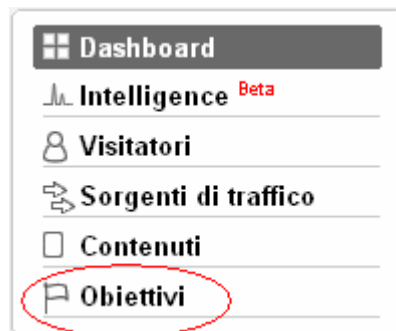 Dashboard
Intelligence Beta
Visitatori
Sorgenti di traffico
Contenuti
Obiettivi